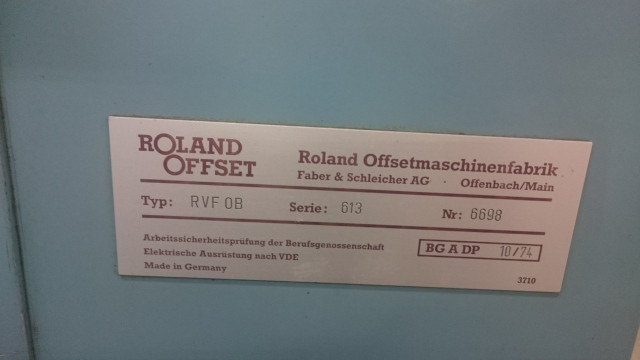 ROLAND OFFSET
Roland Offsetmaschinenfabrik
Faber & Schleicher AG · Offenbach/Main
Typ: RVF 0B Serie: 613 Nr: 6698
Arbeitssicherheitsprüfung der Berufsgenossenschaft
Elektrische Ausrüstung nach VDE
Made in Germany
BG A DP 10/74
3710